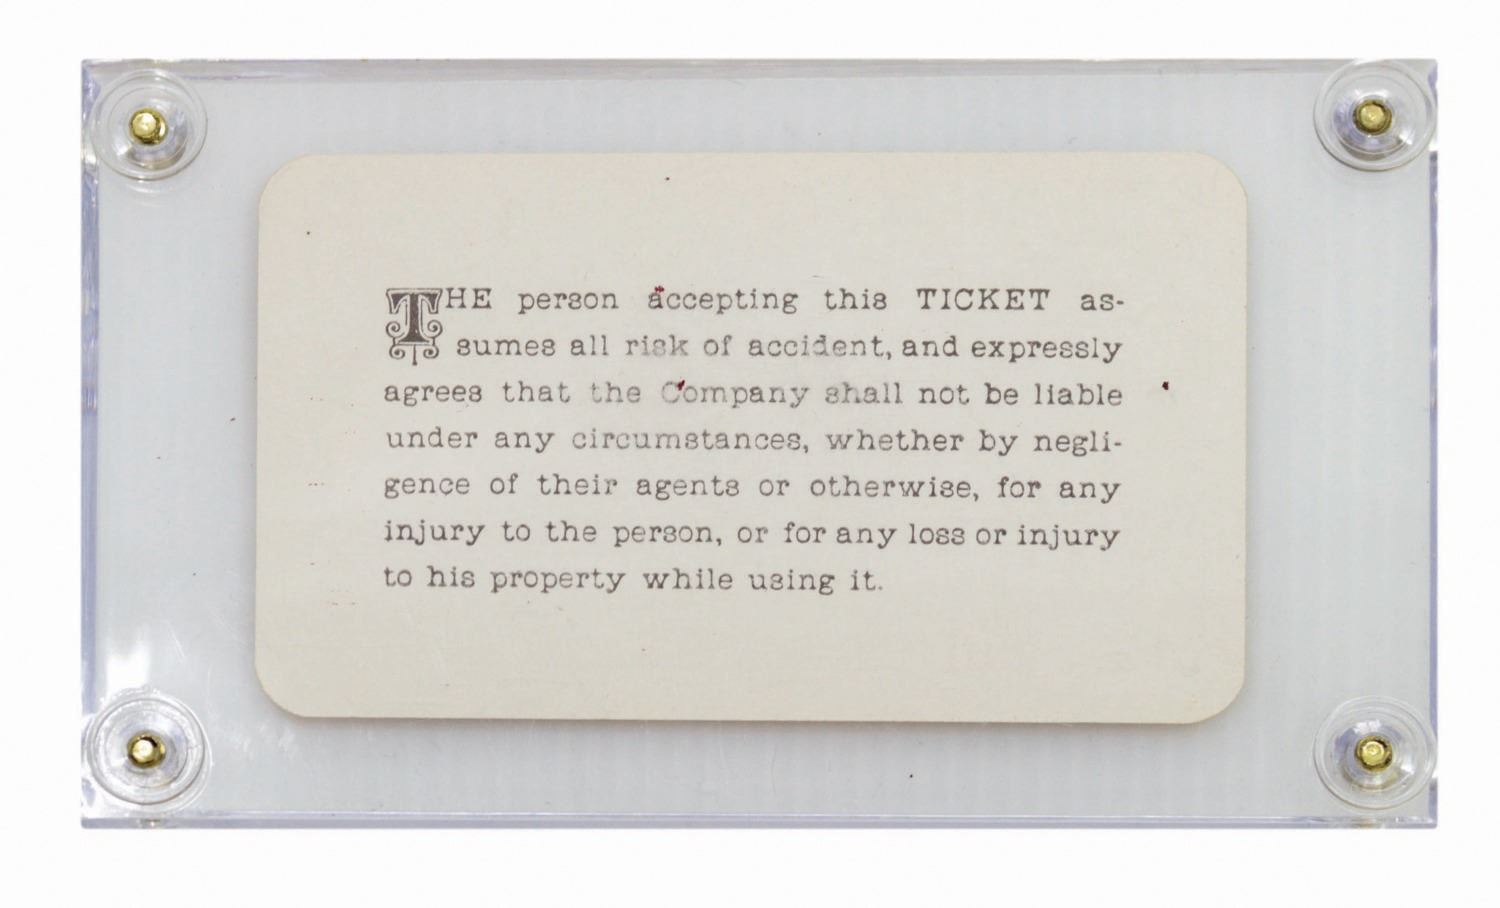 THE person accepting this TICKET as-
sumes all risk of accident, and expressly
agrees that the Company shall not be liable
under any circumstances, whether by negli-
gence of their agents or otherwise, for any
injury to the person, or for any loss or injury
to his property while using it.